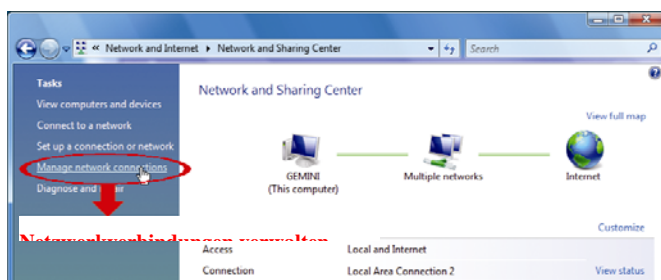 « Network and Internet ▸ Network and Sharing Center
Search
Tasks
View computers and devices
Connect to a network
Set up a connection or network
Manage network connections
Diagnose and
Network and Sharing Center
View full map
GEMINI
(This computer)
Multiple networks
Internet
Netzwerkverbindungen verwalten
Customize
Access Local and Internet
Connection Local Area Connection 2 View status